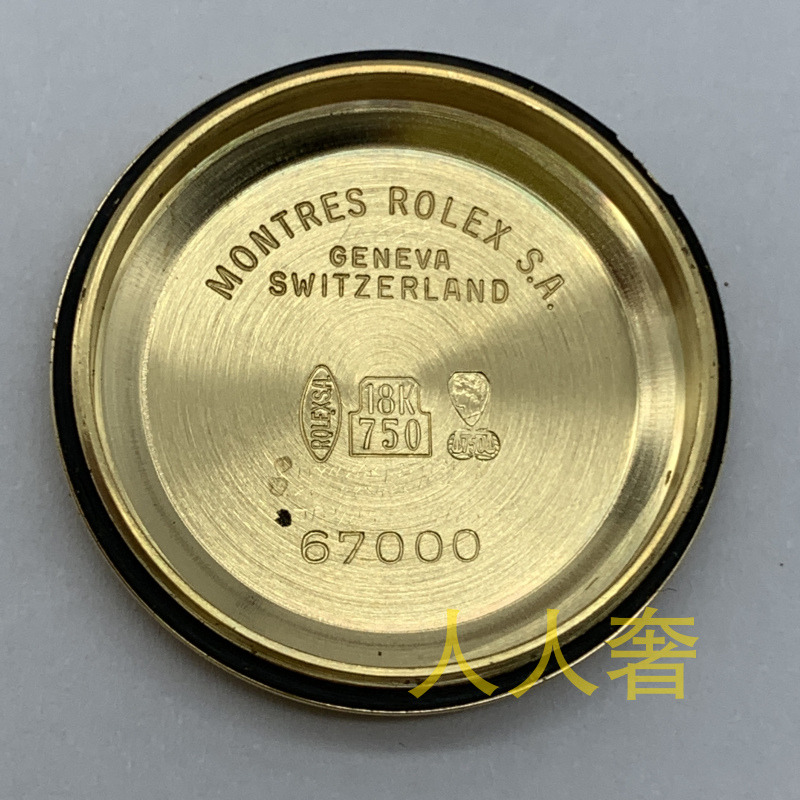 MONTRES ROLEX S.A.
GENEVA
SWITZERLAND
ROLEX S.A.
18K
750
67000
人人奢